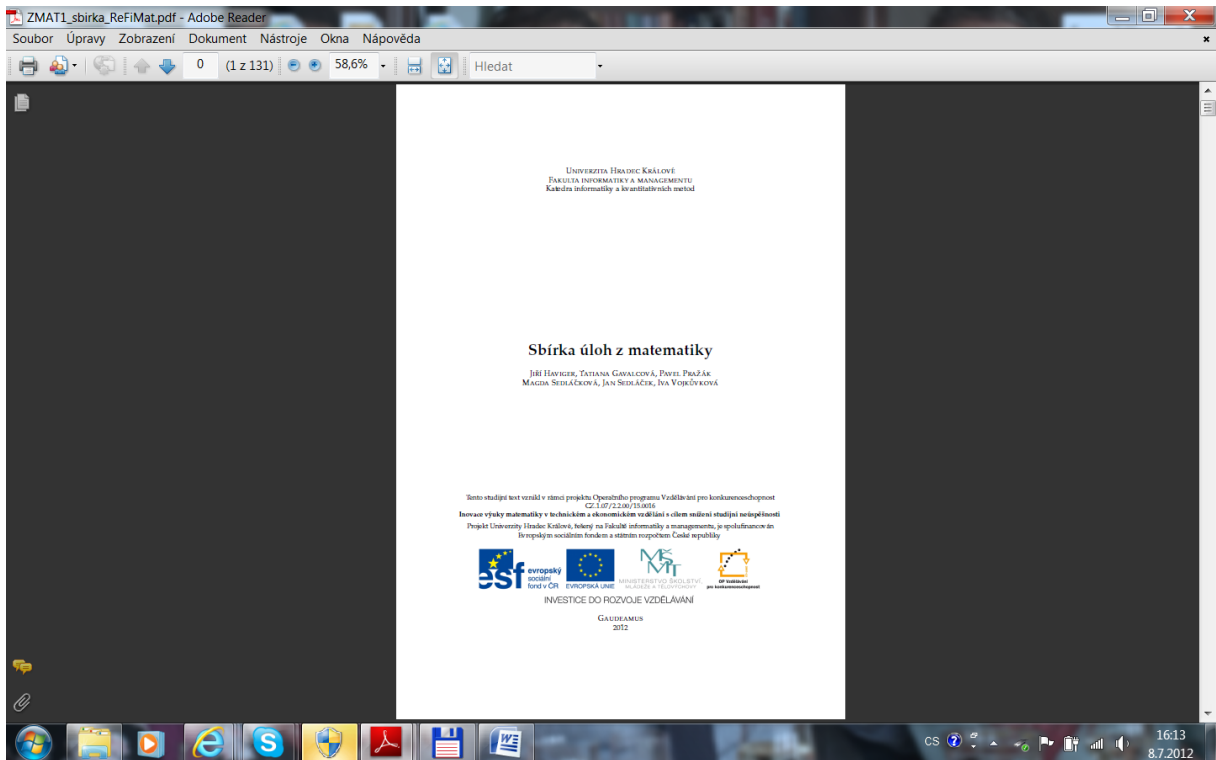 ZMAT1_sbirka_ReFiMat.pdf - Adobe Reader
Soubor Úpravy Zobrazení Dokument Nástroje Okna Nápověda
0 (1 z 131) 58,6% Hledat
Univerzita Hradec Králové
Fakulta informatiky a managementu
Katedra informatiky a kvantitativních metod
Sbírka úloh z matematiky
Jiří Haviger, Tatiana Gavalcová, Pavel Pražák
Magda Sedláčková, Jan Sedláček, Iva Vojkůvková
Tento studijní text vznikl v rámci projektu Operačního programu Vzdělávání pro konkurenceschopnost
CZ.1.07/2.2.00/15.0016
Inovace výuky matematiky v technickém a ekonomickém vzdělání s cílem snížení studijní neúspěšnosti
Projekt Univerzity Hradec Králové, řešený na Fakultě informatiky a managementu, je spolufinancován
Evropským sociálním fondem a státním rozpočtem České republiky
esf evropský
sociální
fond v ČR
EVROPSKÁ UNIE
MŠMT
MINISTERSTVO ŠKOLSTVÍ,
MLÁDEŽE A TĚLOVÝCHOVY
OP Vzdělávání
pro konkurenceschopnost
INVESTICE DO ROZVOJE VZDĚLÁVÁNÍ
Gaudeamus
2012
CS
16:13
8.7.2012